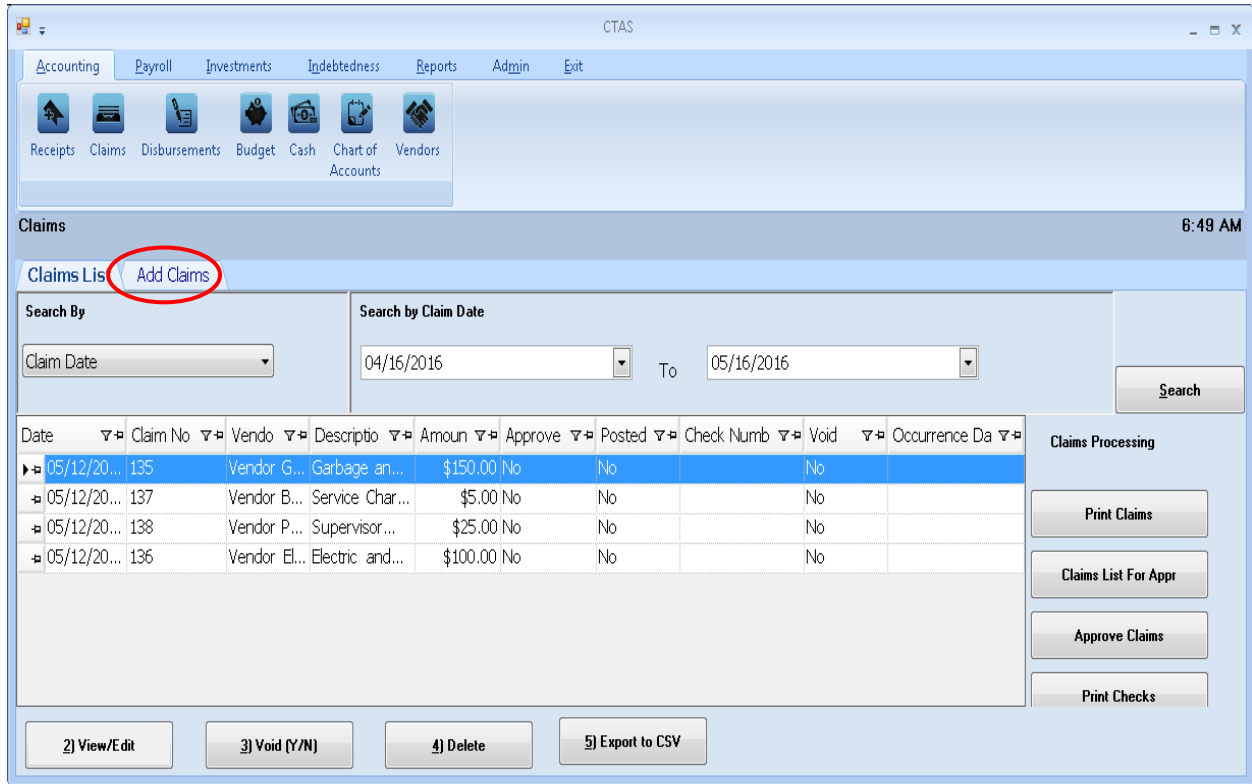 CTAS
Accounting Payroll Investments Indebtedness Reports Admin Exit
Receipts Claims Disbursements Budget Cash Chart of Accounts Vendors
Claims 6:49 AM
Claims Lis Add Claims
Search By Search by Claim Date
Claim Date 04/16/2016 To 05/16/2016
Search
Date Claim No Vendo Descriptio Amoun Approve Posted Check Numb Void Occurrence Da Claims Processing
05/12/20... 135 Vendor G... Garbage an... $150.00 No No No
05/12/20... 137 Vendor B... Service Char... $5.00 No No No
05/12/20... 138 Vendor P... Supervisor... $25.00 No No No
05/12/20... 136 Vendor El... Electric and... $100.00 No No No
Print Claims
Claims List For Appr
Approve Claims
Print Checks
2) View/Edit 3) Void (Y/N) 4) Delete 5) Export to CSV